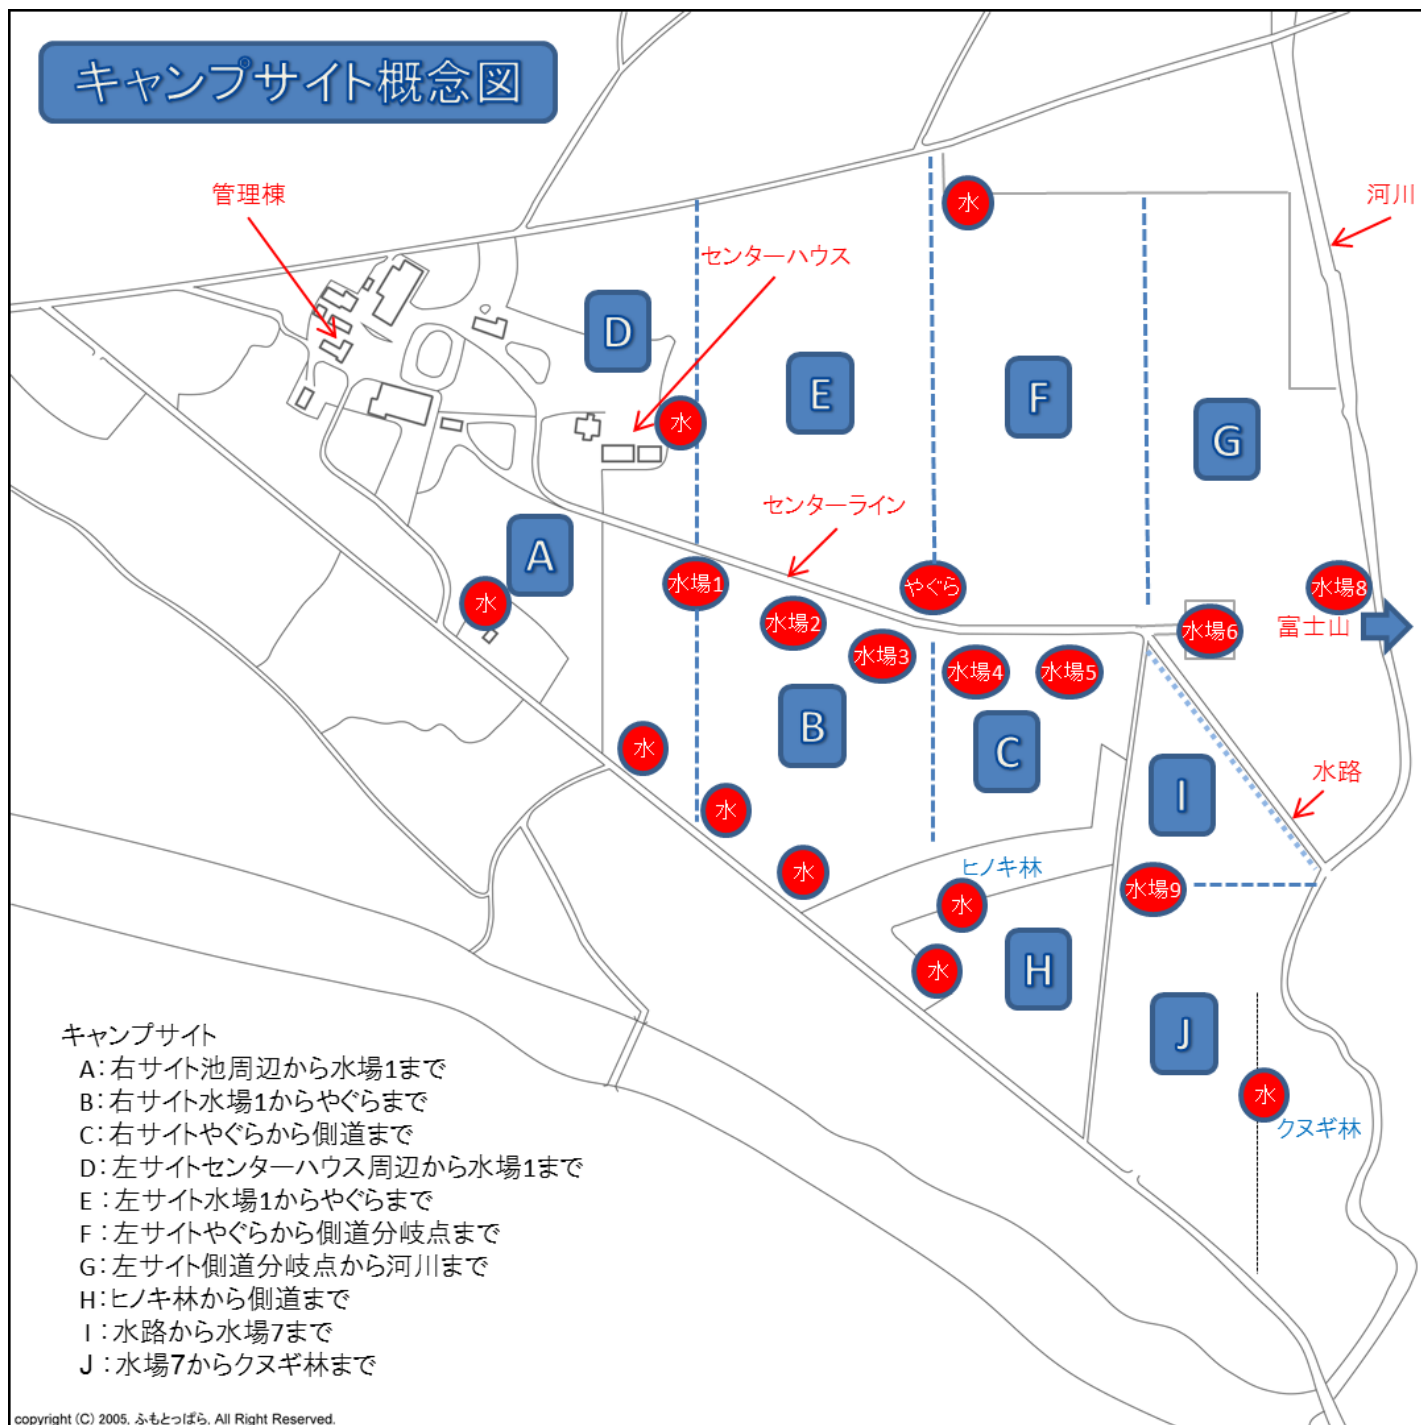 キャンプサイト概念図
管理棟
水
河川
センターハウス
D
E
F
水
G
センターライン
A
水
水場1
やぐら
水場8
水場2
水場6
富士山
水場3
水場4
水場5
B
C
水
水路
I
水
水
ヒノキ林
水場9
水
水
H
J
水
クヌギ林
キャンプサイト
A:右サイト池周辺から水場1まで
B:右サイト水場1からやぐらまで
C:右サイトやぐらから側道まで
D:左サイトセンターハウス周辺から水場1まで
E:左サイト水場1からやぐらまで
F:左サイトやぐらから側道分岐点まで
G:左サイト側道分岐点から河川まで
H:ヒノキ林から側道まで
I:水路から水場7まで
J:水場7からクヌギ林まで
copyright (C) 2005, ふもとっぱら, All Right Reserved.